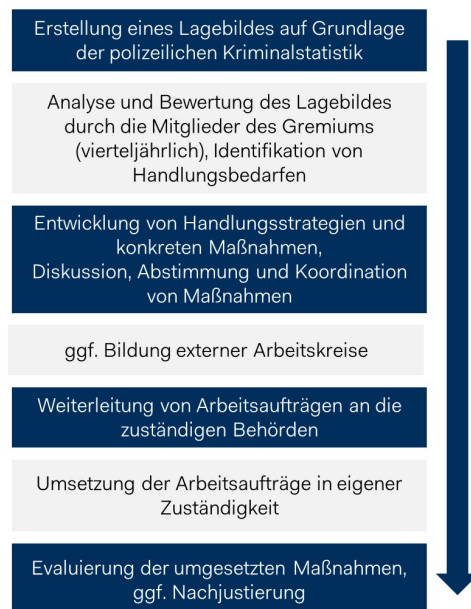 Erstellung eines Lagebildes auf Grundlage
der polizeilichen Kriminalstatistik
Analyse und Bewertung des Lagebildes
durch die Mitglieder des Gremiums
(vierteljährlich), Identifikation von
Handlungsbedarfen
Entwicklung von Handlungsstrategien und
konkreten Maßnahmen,
Diskussion, Abstimmung und Koordination
von Maßnahmen
ggf. Bildung externer Arbeitskreise
Weiterleitung von Arbeitsaufträgen an die
zuständigen Behörden
Umsetzung der Arbeitsaufträge in eigener
Zuständigkeit
Evaluierung der umgesetzten Maßnahmen,
ggf. Nachjustierung